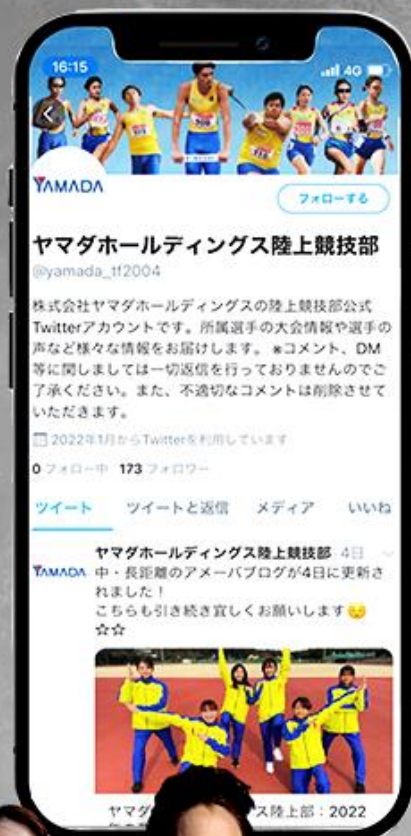 16:15
4G
YAMADA
フォローする
ヤマダホールディングス陸上競技部
@yamada_tf2004
株式会社ヤマダホールディングスの陸上競技部公式
Twitterアカウントです。所属選手の大会情報や選手の
声など様々な情報をお届けします。 ※コメント、DM
等に関しましては一切返信を行っておりませんのでご
了承ください。また、不適切なコメントは削除させて
いただきます。
2022年1月からTwitterを利用しています
0 フォロー中 173 フォロワー
ツイート ツイートと返信 メディア いいね
ヤマダホールディングス陸上競技部 4日
YAMADA 中・長距離のアメーバブログが4日に更新さ
れました！
こちらも引き続き宜しくお願いします😌
☆☆
ヤマダ ス陸上部：2022